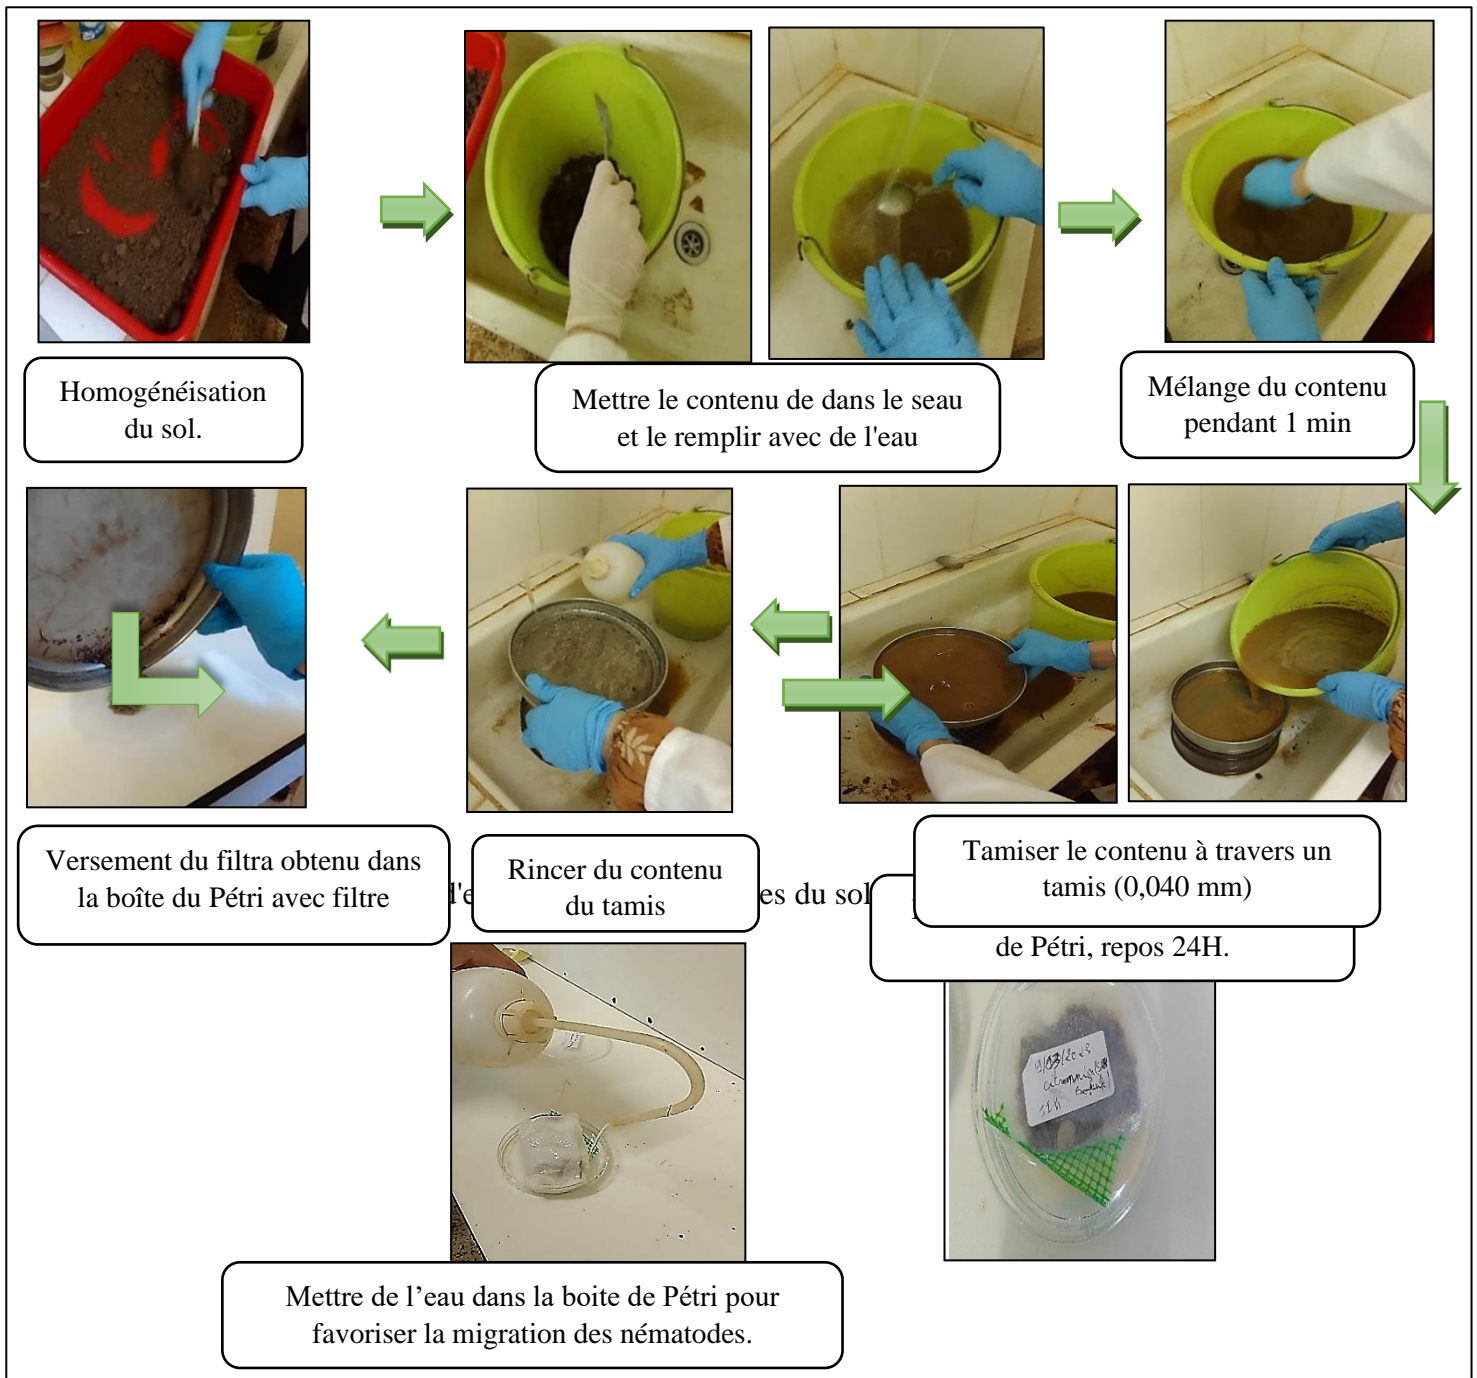 Homogénéisation
du sol.
Mettre le contenu de dans le seau
et le remplir avec de l'eau
Mélange du contenu
pendant 1 min
Versement du filtra obtenu dans
la boîte du Pétri avec filtre
Rincer du contenu
du tamis
Tamiser le contenu à travers un
tamis (0,040 mm)
es du sol
de Pétri, repos 24H.
Mettre de l’eau dans la boite de Pétri pour
favoriser la migration des nématodes.